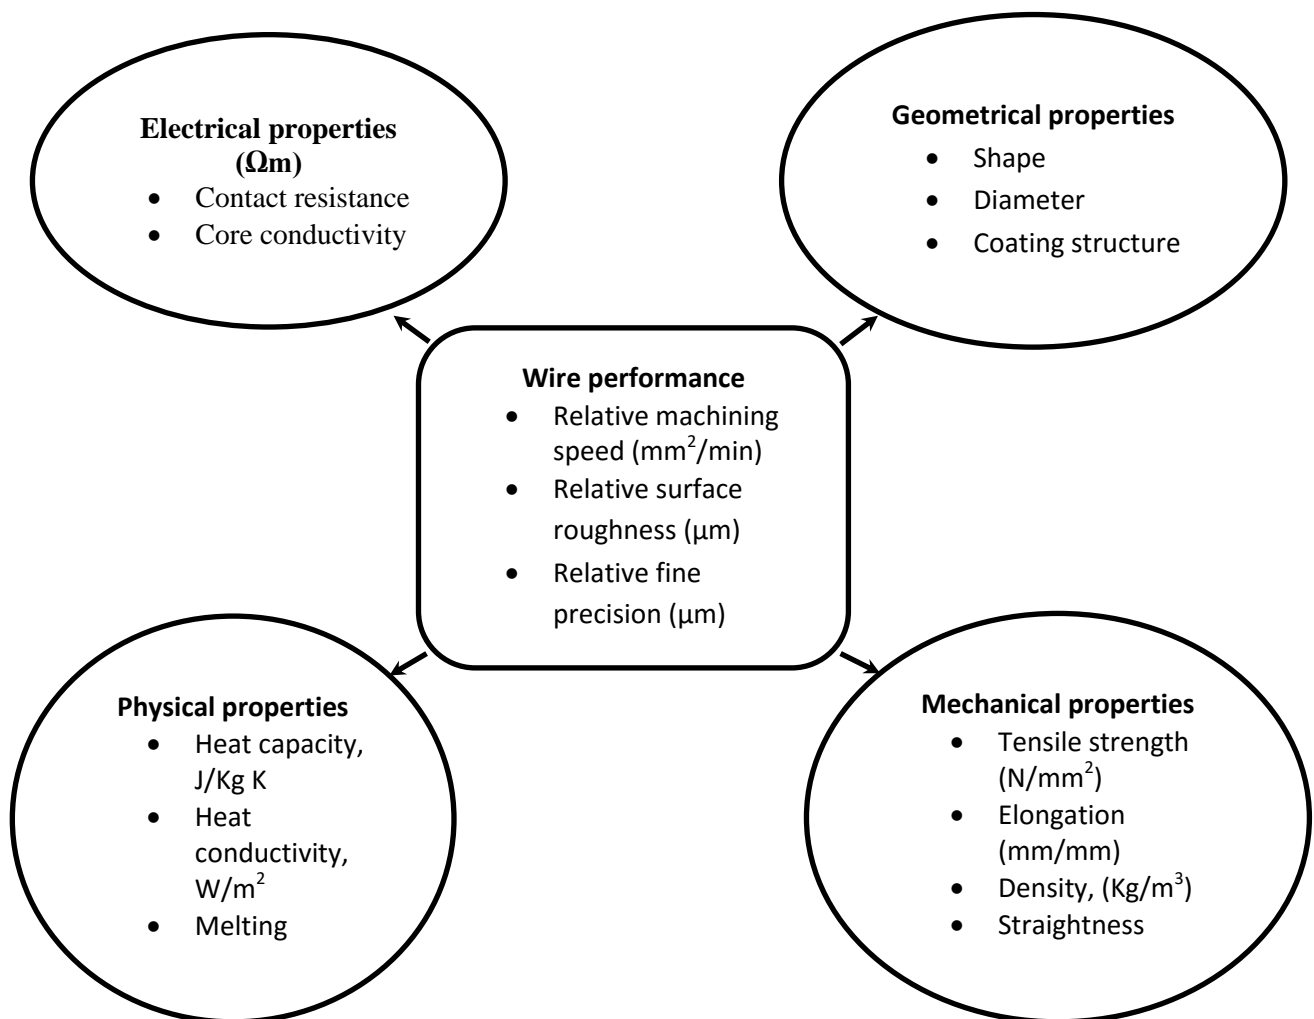 Electrical properties
(Ωm)
• Contact resistance
• Core conductivity
Geometrical properties
• Shape
• Diameter
• Coating structure
Wire performance
• Relative machining
speed (mm²/min)
• Relative surface
roughness (µm)
• Relative fine
precision (µm)
Physical properties
• Heat capacity,
J/Kg K
• Heat
conductivity,
W/m²
• Melting
Mechanical properties
• Tensile strength
(N/mm²)
• Elongation
(mm/mm)
• Density, (Kg/m³)
• Straightness